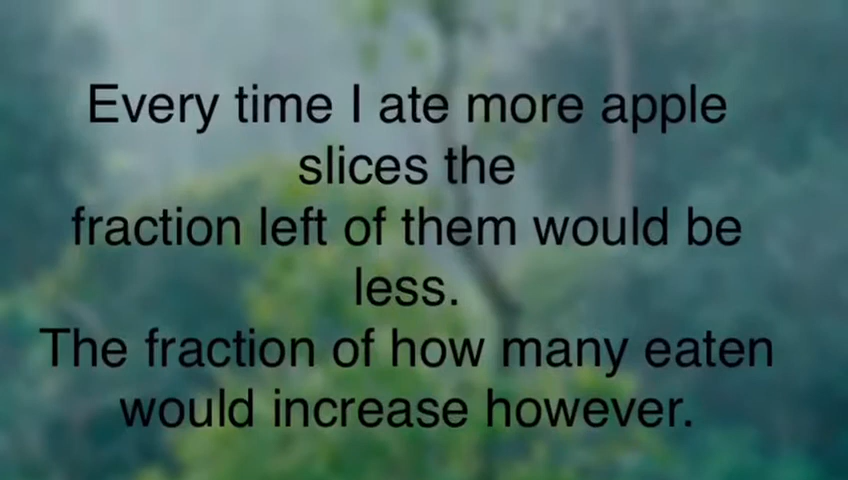 Every time I ate more apple
slices the
fraction left of them would be
less.
The fraction of how many eaten
would increase however.